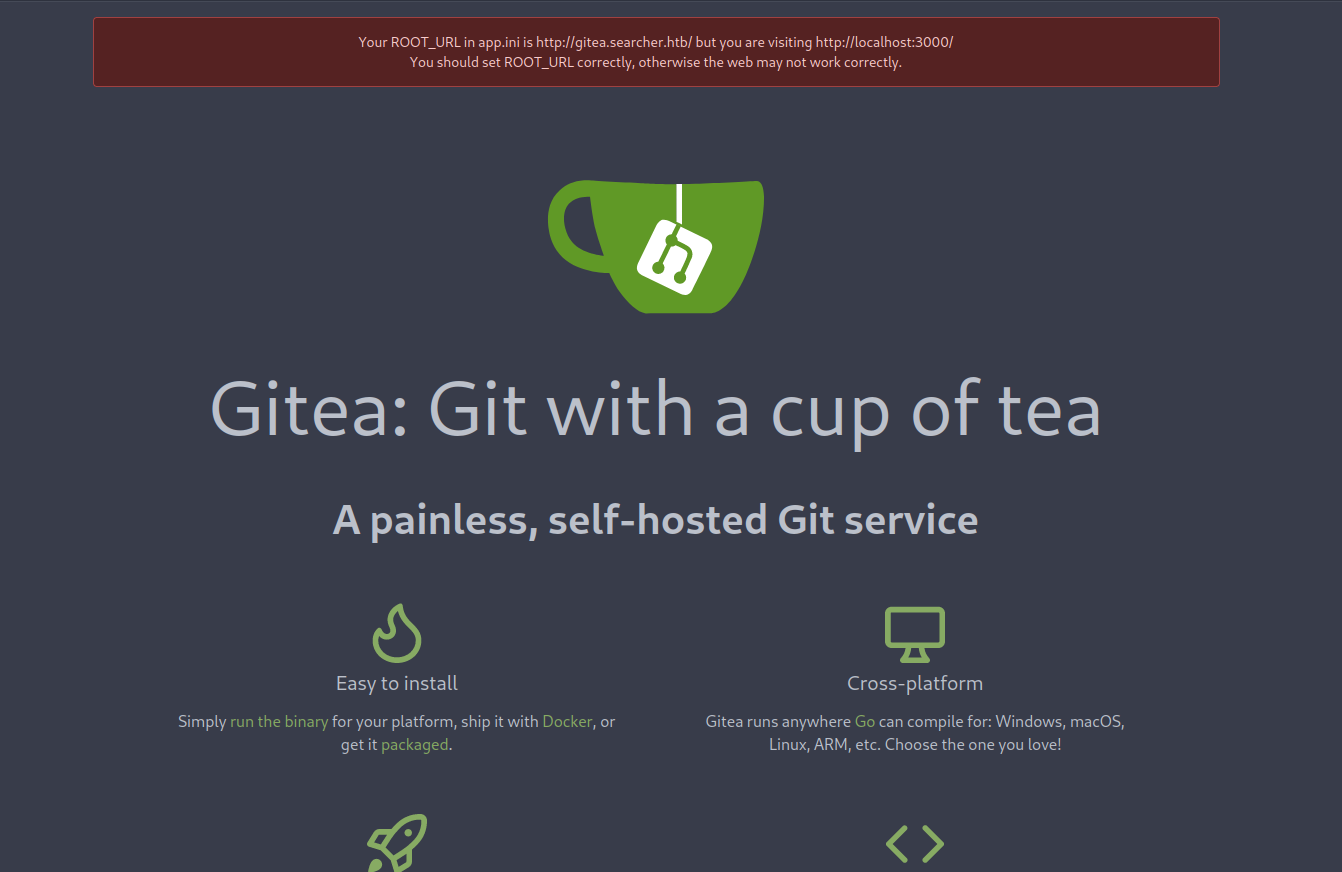 Your ROOT_URL in app.ini is http://gitea.searcher.htb/ but you are visiting http://localhost:3000/
You should set ROOT_URL correctly, otherwise the web may not work correctly.
Gitea: Git with a cup of tea
A painless, self-hosted Git service
Easy to install
Simply run the binary for your platform, ship it with Docker, or
get it packaged.
Cross-platform
Gitea runs anywhere Go can compile for: Windows, macOS,
Linux, ARM, etc. Choose the one you love!